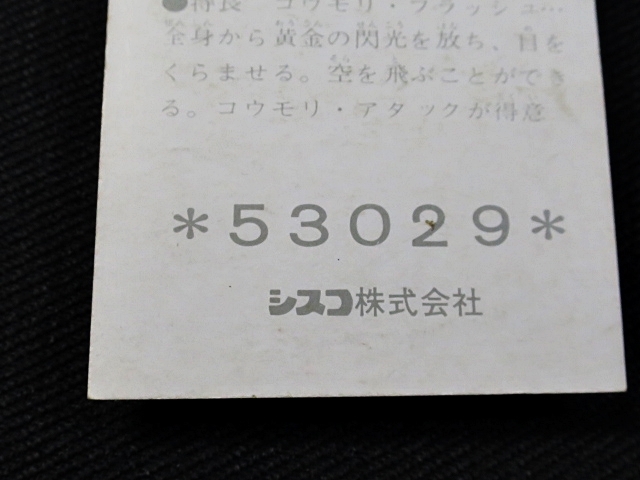 ●特長　コウモリ・フラッシュ…
全身から黄金の閃光を放ち、目を
くらませる。空を飛ぶことができ
る。コウモリ・アタックが得意
*53029*
シスコ株式会社